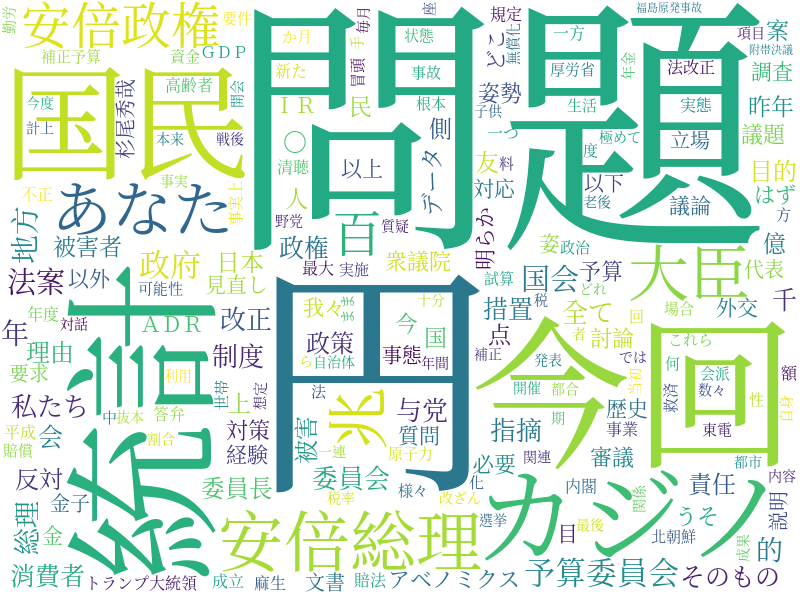 勤労
安倍政権
要件
補正予算
GDP
資金
か月
新た
冒頭
手
毎月
座
状態
規定
どこ
無償化
一方
福島原発事故
項目
案
附帯決議
年金
法改正
調査
国民
今度
計上
高齢者
閉会
本来
戦後
杉尾秀哉
問題
IR
民
事故
根本
姿勢
子供
厚労省
生活
実態
昨年
極めて
立場
議題
〇
側
清聴
以上
データ
一つ
友
料
度
対応
以下
老後
議論
目的
はず
方
不正
事実
事実上
人
野党
質疑
百
あなた
地方
被害者
政権
最大
実施
衆議院
明らか
姿
政治
億
代表
大臣
法案
以外
政府
日本
見直し
可能性
試算
税
どれ
国会
予算
場合
千
年
年度
対話
ADR
改正
我々
まま
十分
今
国
措置
全て
回
外交
理由
制度
政策
事態
点
討論
者
これら
では
額
要求
世帯
想定
ら
自治体
年間
補正
発表
何
会派
性
自身
私たち
利用
統計
円
兆
法
今回
開催
都合
当初
救済
数々
平成
中
坂本
答弁
上
与党
期
歴史
東電
賠償
会
割合
対策
被害
質問
指摘
関連
事業
都市
反対
委員長
経験
一連
原子力
委員会
必要
審議
責任
内容
総理
金子
金
税率
様々
化
カジノ
内閣
目
関係
うそ
説明
安倍総理
改ざん
選挙
最後
北朝鮮
成果
的
消費者
トランプ大統領
成立
麻生
文書
賠法
アベノミクス
予算委員会
そのもの